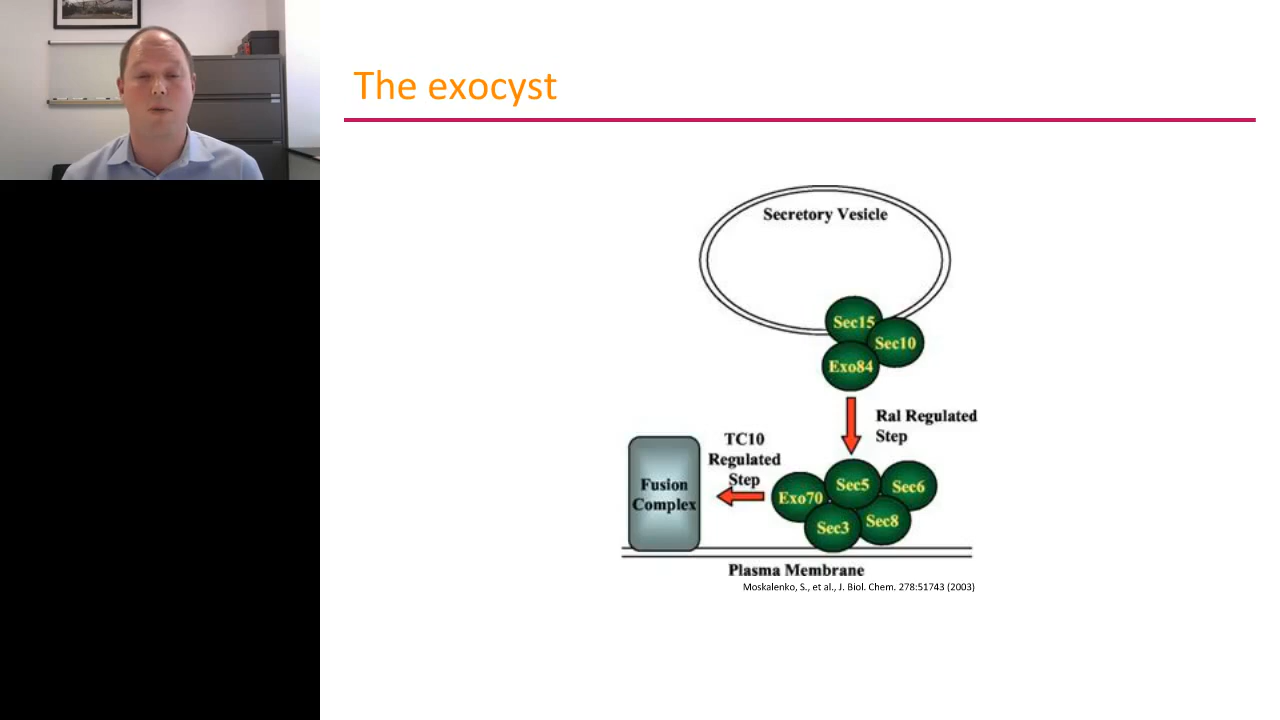 The exocyst
Secretory Vesicle
Sec15
Sec10
Exo84
Ral Regulated
Step
TC10
Regulated
Step
Fusion
Complex
Exo70
Sec5
Sec6
Sec3
Sec8
Plasma Membrane
Moskalenko, S., et al., J. Biol. Chem. 278:51743 (2003)